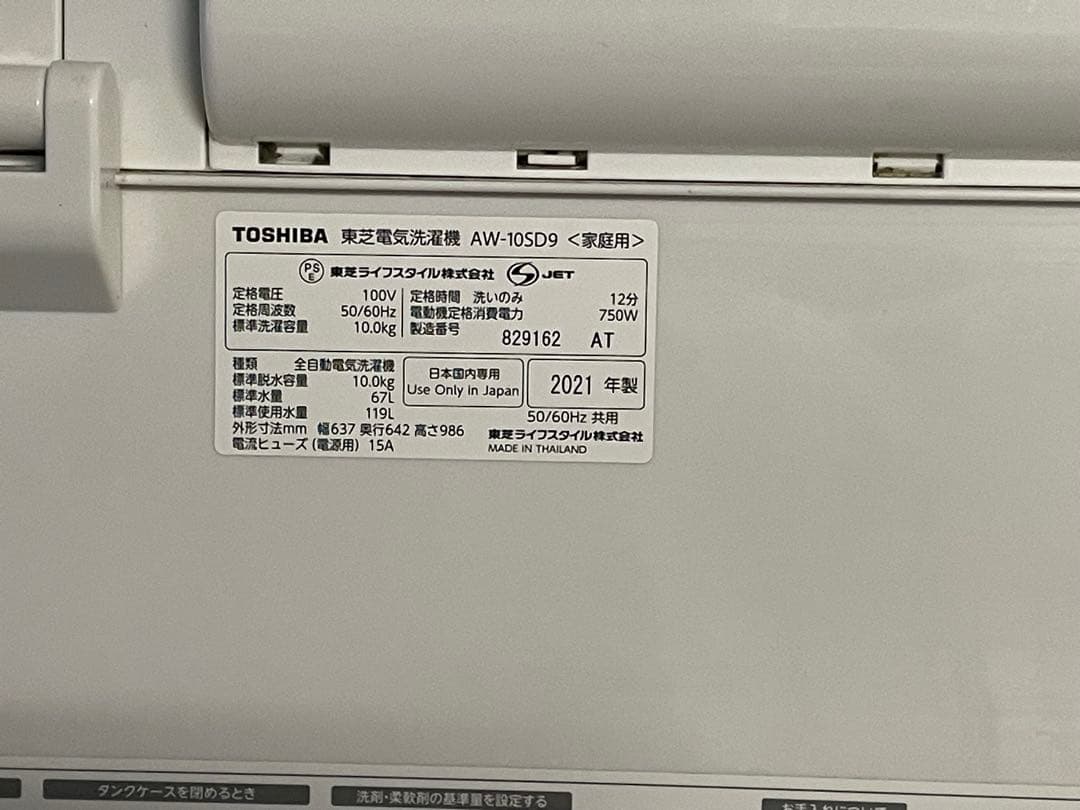 TOSHIBA 東芝電気洗濯機 AW-10SD9 <家庭用>
PSE 東芝ライフスタイル株式会社 S JET
定格電圧 100V
定格周波数 50/60Hz
標準洗濯容量 10.0kg
定格時間 洗いのみ 12分
電動機定格消費電力 750W
製造番号 829162 AT
種類 全自動電気洗濯機
標準脱水容量 10.0kg
標準水量 67L
標準使用水量 119L
外形寸法mm 幅637 奥行642 高さ986
電流ヒューズ(電源用) 15A
日本国内専用
Use Only in Japan
2021 年製
50/60Hz 共用
東芝ライフスタイル株式会社
MADE IN THAILAND
タンクケースを閉めるとき
洗剤・柔軟剤の基準量を設定する
お手入れについて